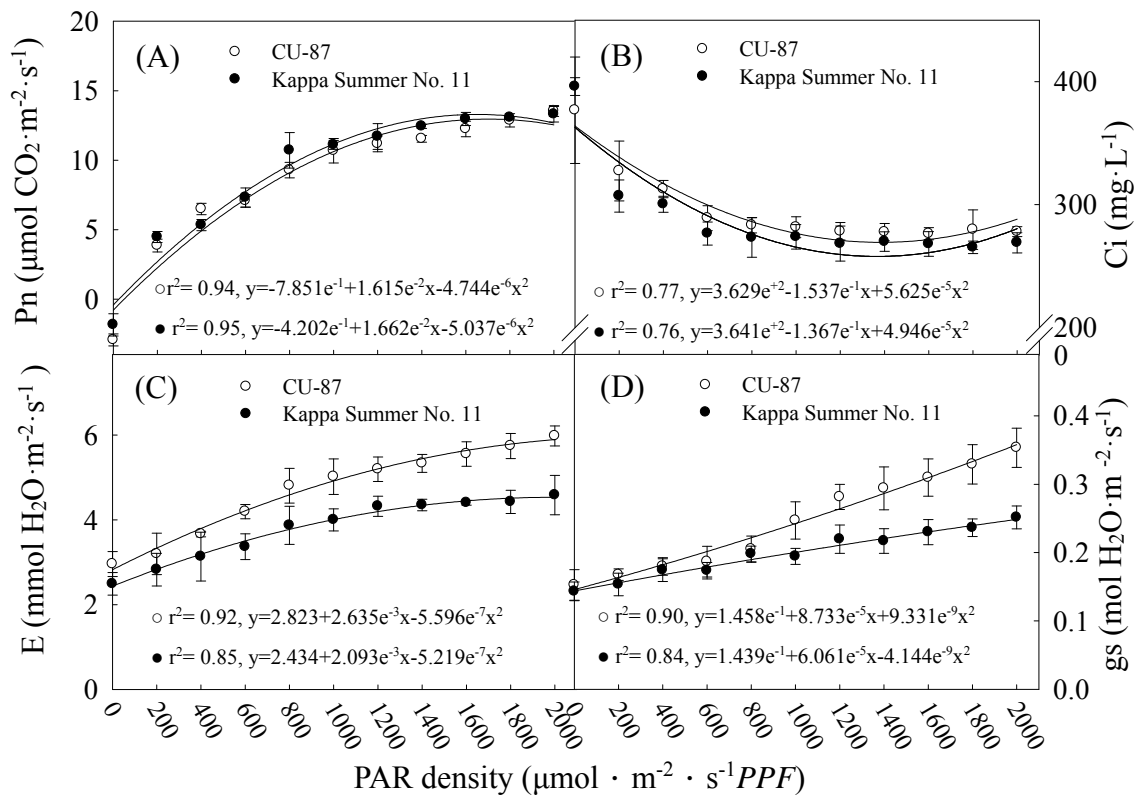 (A)
CU-87
Kappa Summer No. 11
Pn (μmol CO₂·m⁻²·s⁻¹)
20
15
10
5
0
r²= 0.94, y=-7.851e⁻¹+1.615e⁻²x-4.744e⁻⁶x²
r²= 0.95, y=-4.202e⁻¹+1.662e⁻²x-5.037e⁻⁶x²
(B)
CU-87
Kappa Summer No. 11
400
300
200
0
Ci (mg·L⁻¹)
r²= 0.77, y=3.629e⁺²-1.537e⁻¹x+5.625e⁻⁵x²
r²= 0.76, y=3.641e⁺²-1.367e⁻¹x+4.946e⁻⁵x²
(C)
CU-87
Kappa Summer No. 11
E (mmol H₂O·m⁻²·s⁻¹)
6
4
2
0
r²= 0.92, y=2.823+2.635e⁻³x-5.596e⁻⁷x²
r²= 0.85, y=2.434+2.093e⁻³x-5.219e⁻⁷x²
0 200 400 600 800 1000 1200 1400 1600 1800 2000
(D)
CU-87
Kappa Summer No. 11
0.4
0.3
0.2
0.1
0.0
gs (mol H₂O·m⁻²·s⁻¹)
r²= 0.90, y=1.458e⁻¹+8.733e⁻⁵x+9.331e⁻⁹x²
r²= 0.84, y=1.439e⁻¹+6.061e⁻⁵x-4.144e⁻⁹x²
0 200 400 600 800 1000 1200 1400 1600 1800 2000
PAR density (μmol · m⁻² · s⁻¹PPF)